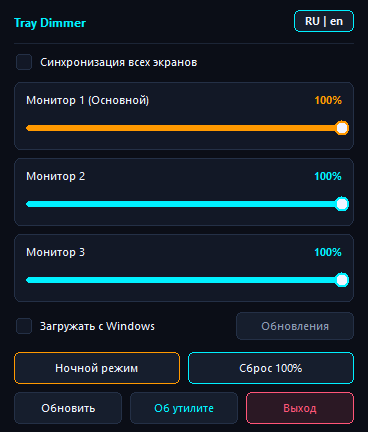 Tray Dimmer
RU | en
Синхронизация всех экранов
Монитор 1 (Основной) 100%
Монитор 2 100%
Монитор 3 100%
Загружать с Windows Обновления
Ночной режим Сброс 100%
Обновить Об утилите Выход